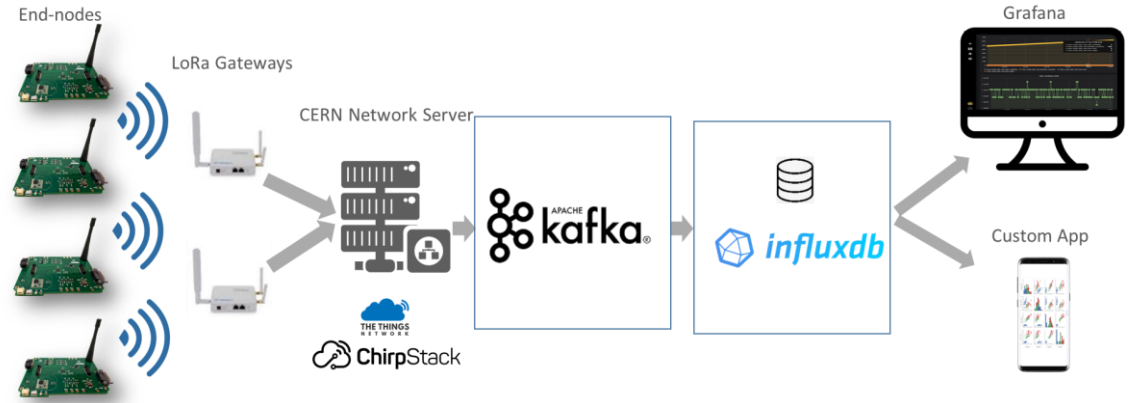 End-nodes
LoRa Gateways
CERN Network Server
THE THINGS
NETWORK
ChirpStack
APACHE
kafka®
influxdb
Grafana
Custom App